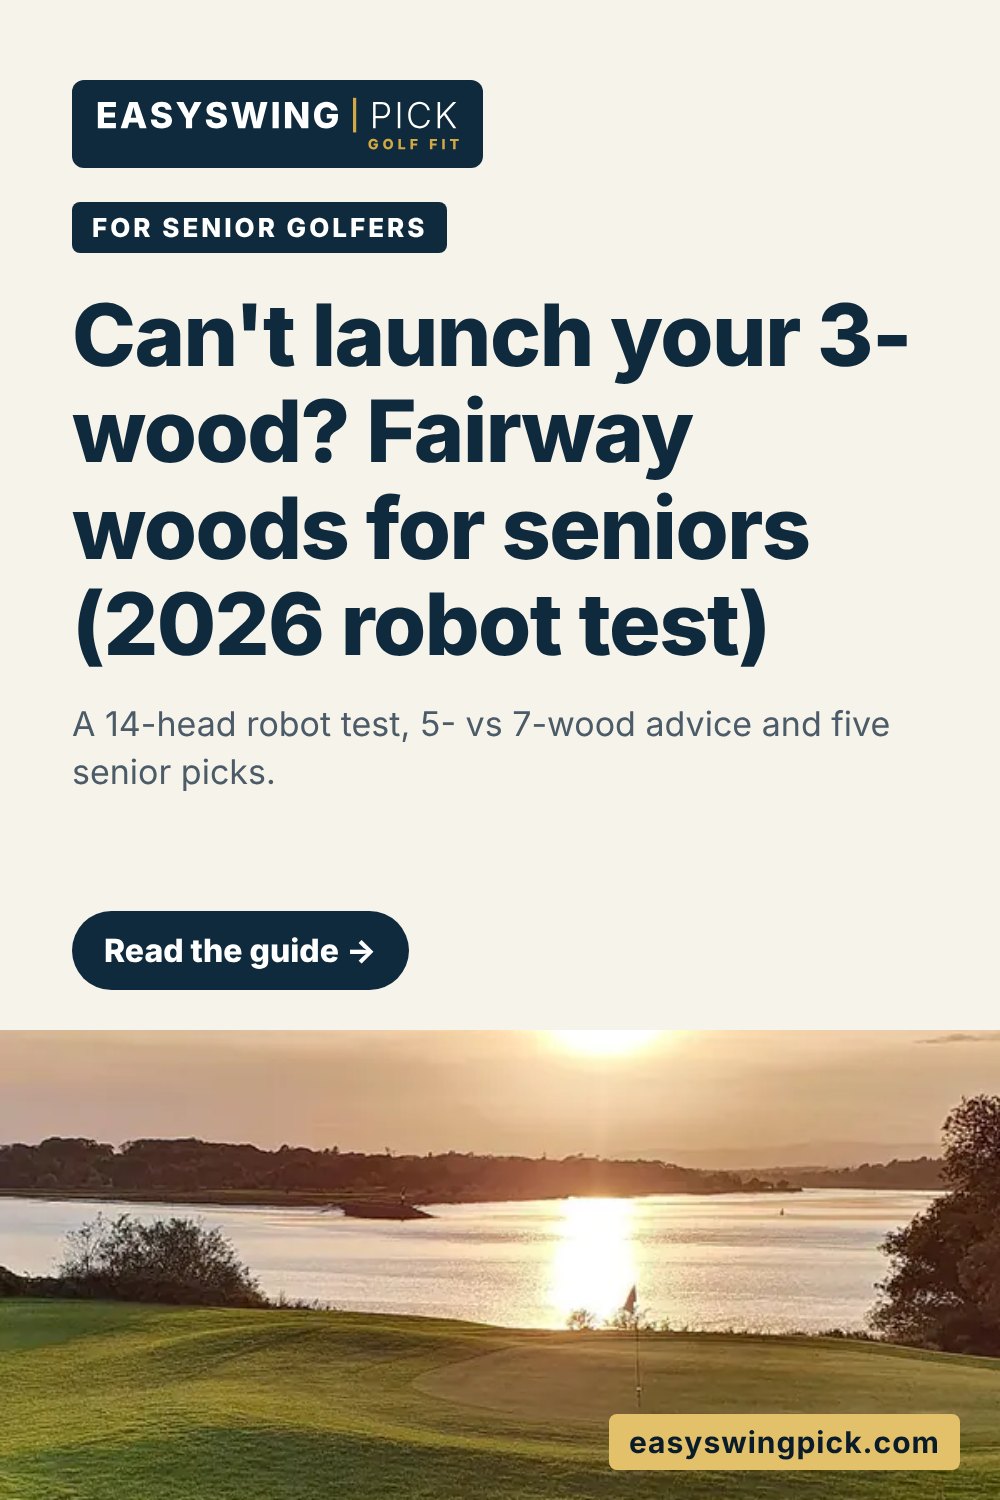 EASYSWING | PICK
GOLF FIT
FOR SENIOR GOLFERS
Can't launch your 3-
wood? Fairway
woods for seniors
(2026 robot test)
A 14-head robot test, 5- vs 7-wood advice and five
senior picks.
Read the guide →
easyswingpick.com